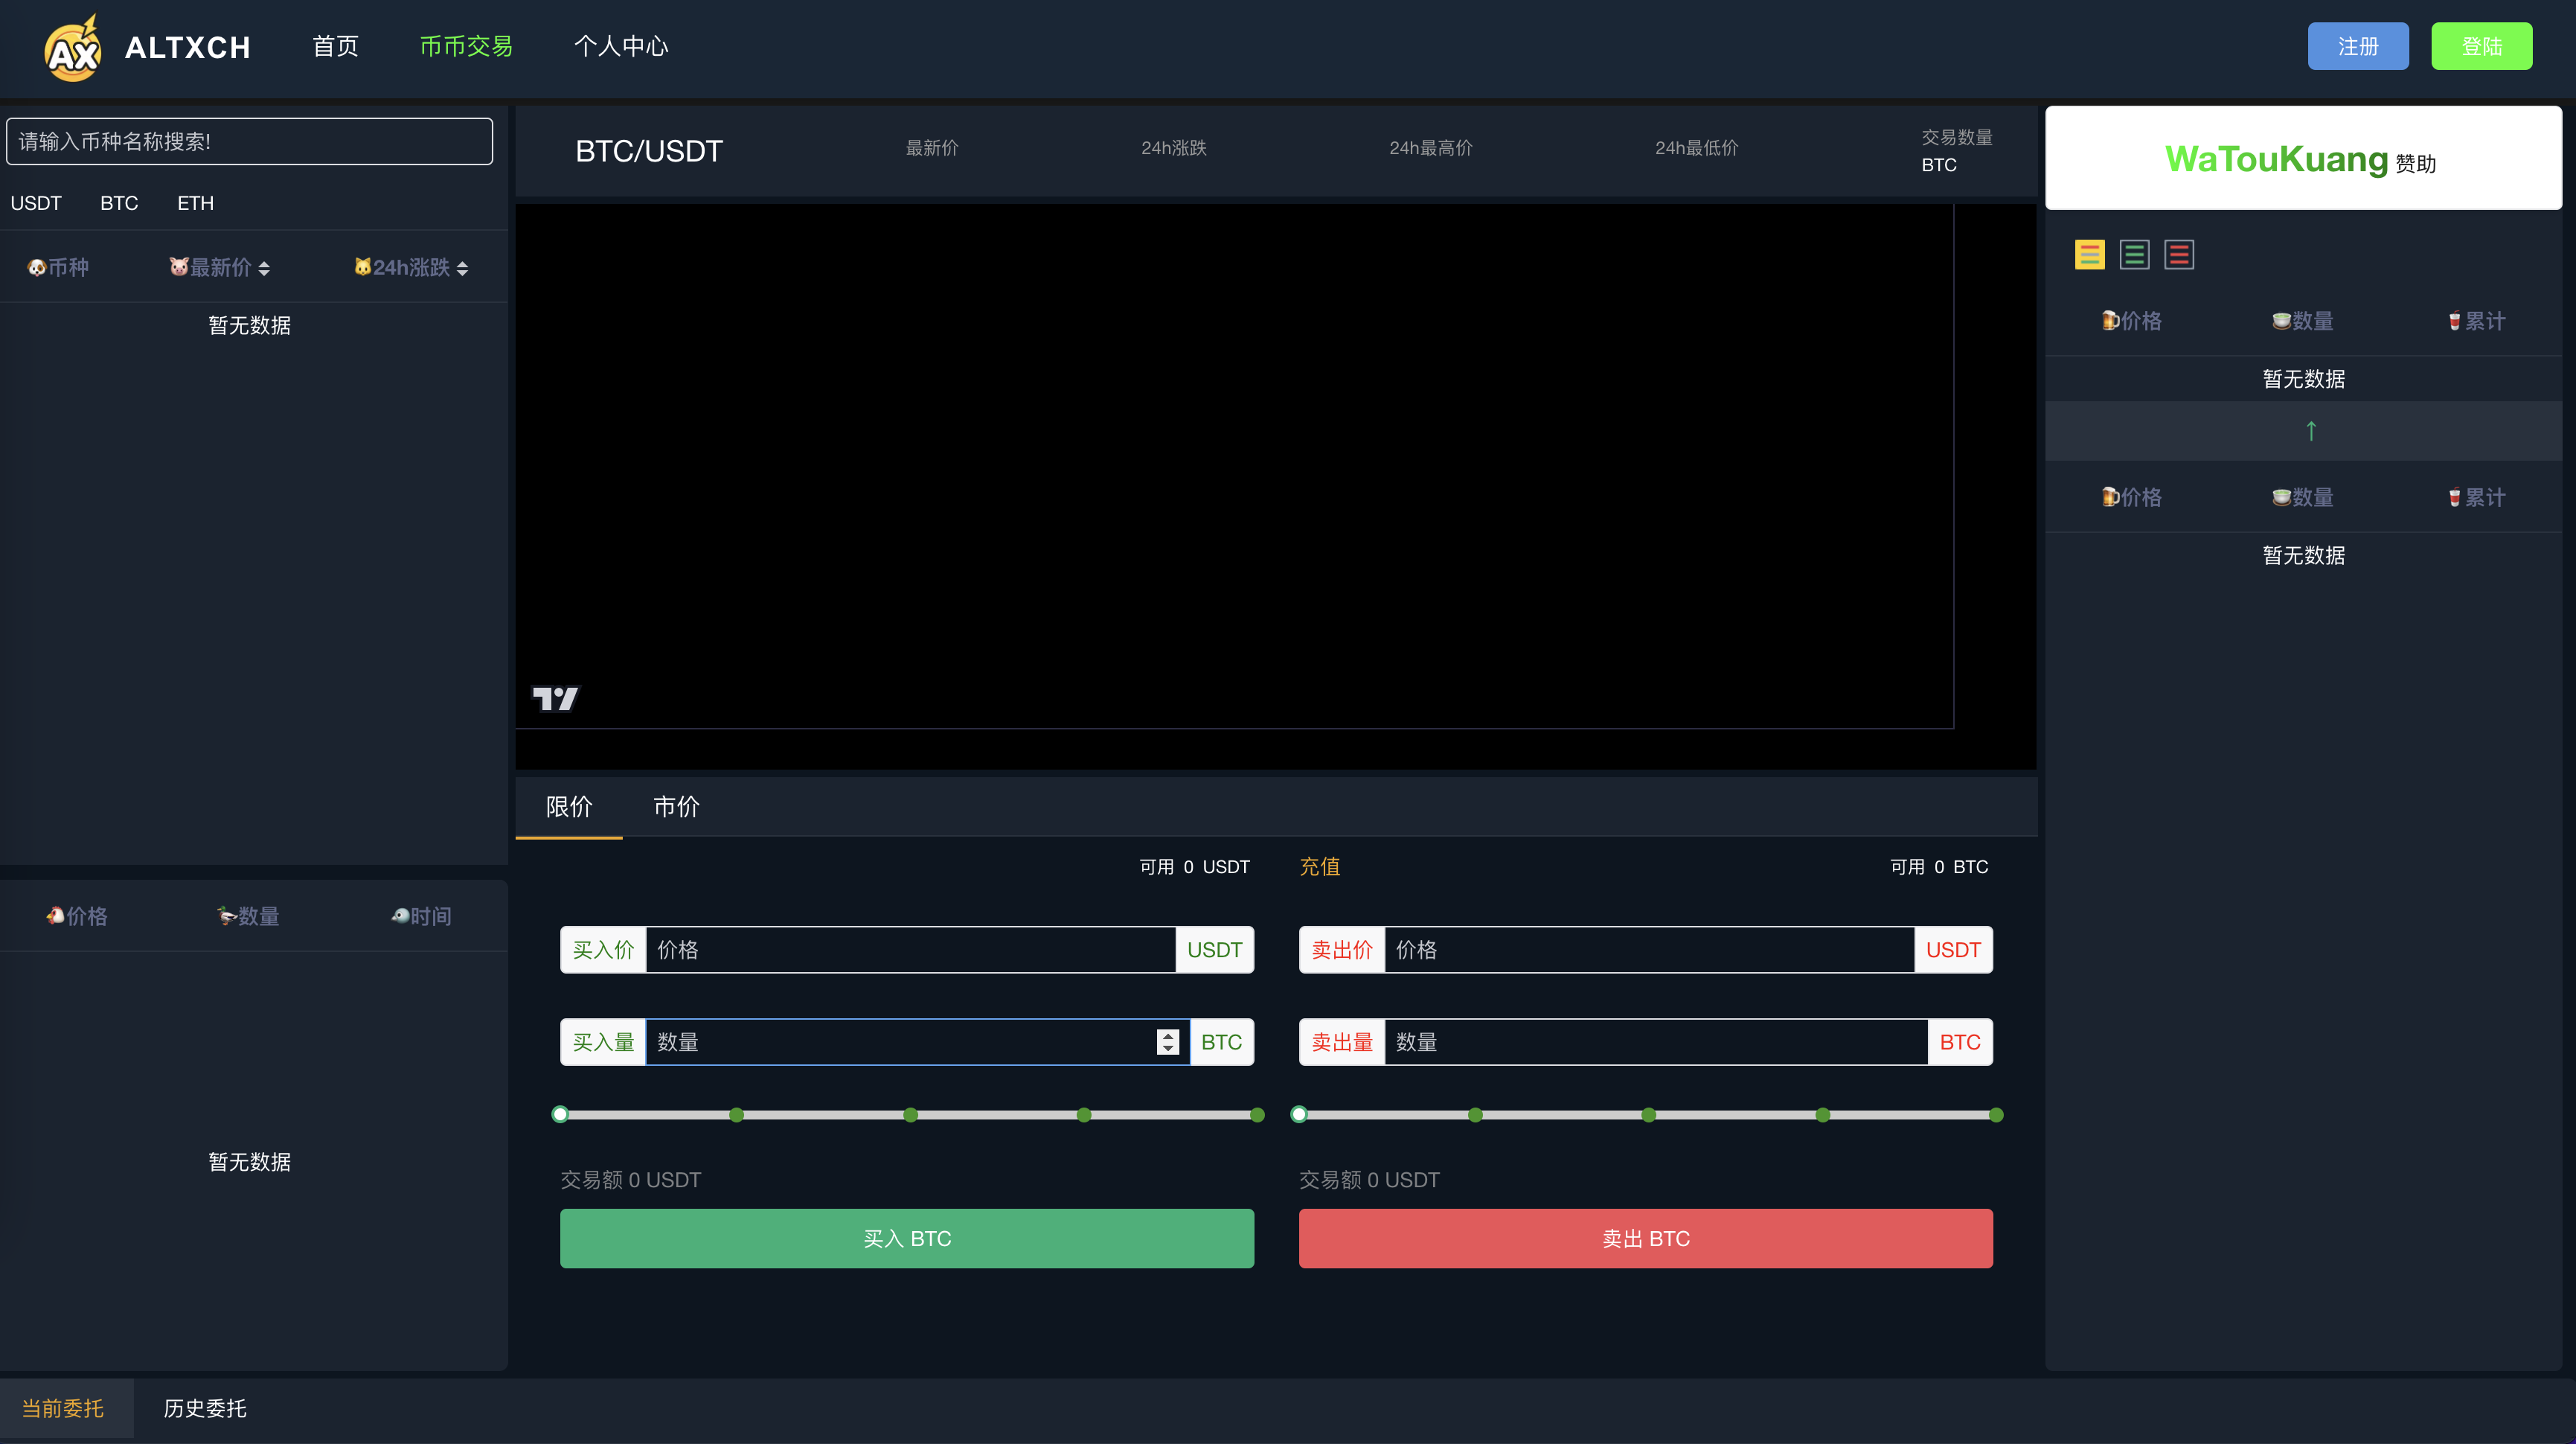 AX ALTXCH 首页 币币交易 个人中心 注册 登陆
请输入币种名称搜索!
USDT BTC ETH
币种 最新价 24h涨跌
暂无数据
价格 数量 时间
暂无数据
BTC/USDT 最新价 24h涨跌 24h最高价 24h最低价 交易数量
BTC
限价 市价
可用 0 USDT 充值 可用 0 BTC
买入价 价格 USDT 卖出价 价格 USDT
买入量 数量 BTC 卖出量 数量 BTC
交易额 0 USDT 交易额 0 USDT
买入 BTC 卖出 BTC
WaTouKuang 赞助
价格 数量 累计
暂无数据
↑
价格 数量 累计
暂无数据
当前委托 历史委托